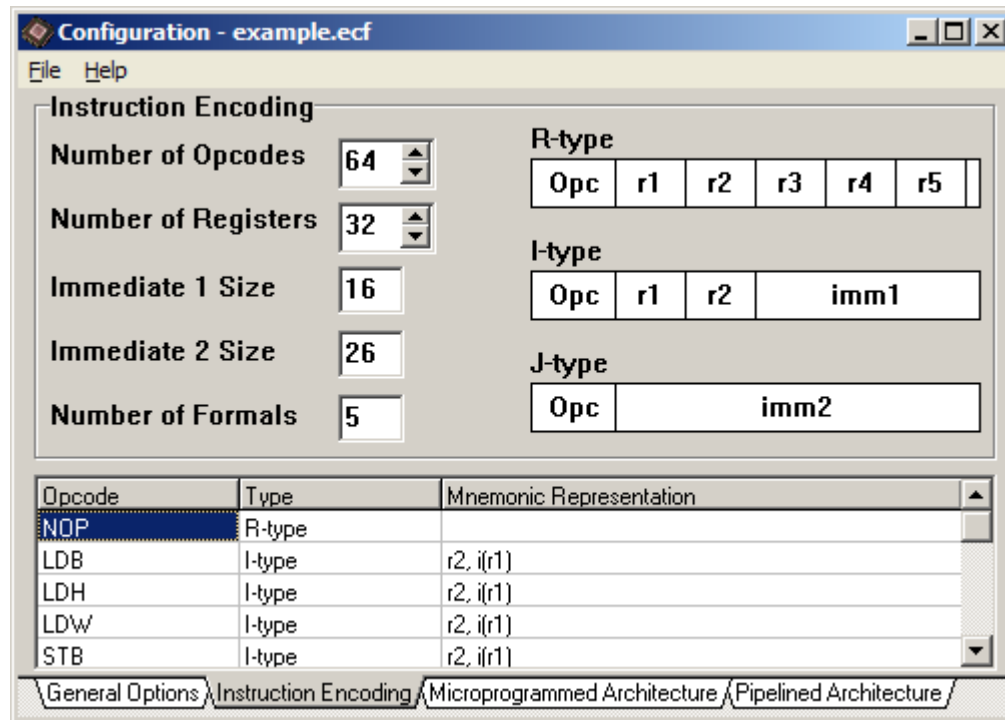 Configuration - example.ecf
File Help
Instruction Encoding
Number of Opcodes 64
Number of Registers 32
Immediate 1 Size 16
Immediate 2 Size 26
Number of Formals 5
R-type
Opc r1 r2 r3 r4 r5
I-type
Opc r1 r2 imm1
J-type
Opc imm2
Opcode Type Mnemonic Representation
NOP R-type
LDB I-type r2, i(r1)
LDH I-type r2, i(r1)
LDW I-type r2, i(r1)
STB I-type r2, i(r1)
General Options Instruction Encoding Microprogrammed Architecture Pipelined Architecture